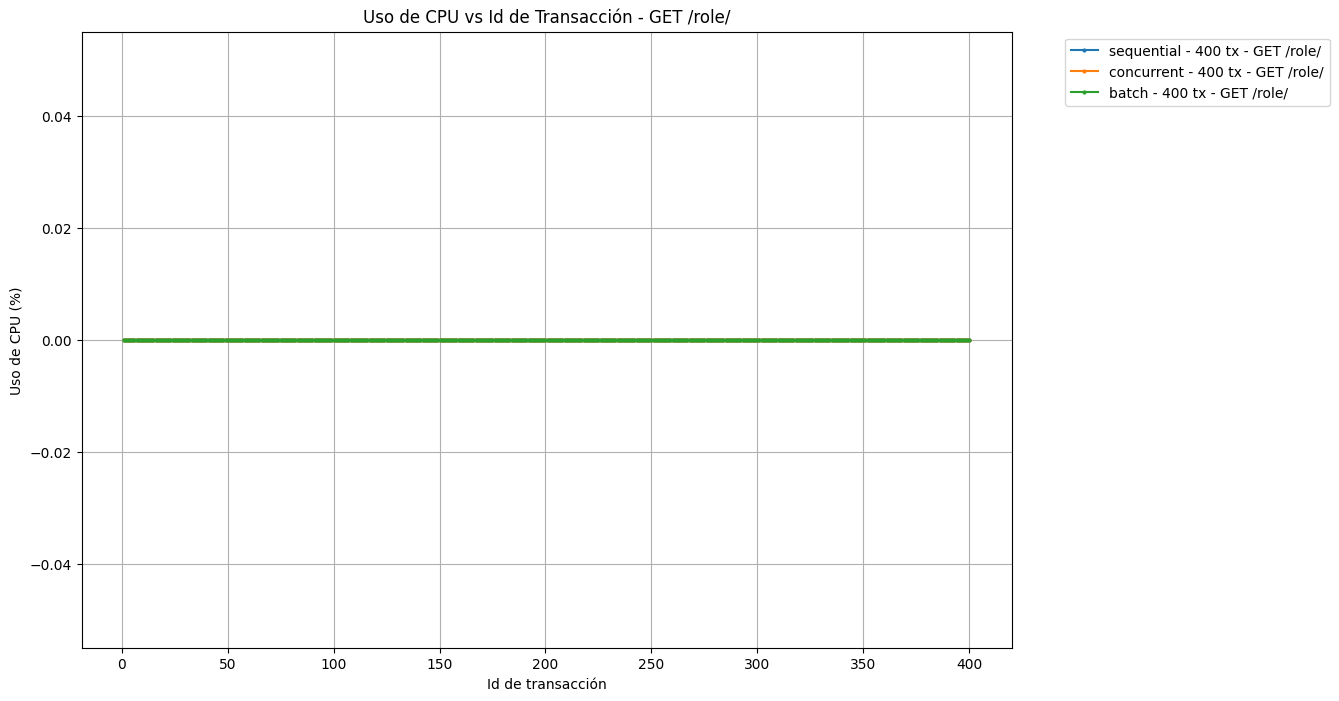 Uso de CPU vs Id de Transacción - GET /role/
sequential - 400 tx - GET /role/
concurrent - 400 tx - GET /role/
batch - 400 tx - GET /role/
Uso de CPU (%)
0.04
0.02
0.00
−0.02
−0.04
0 50 100 150 200 250 300 350 400
Id de transacción